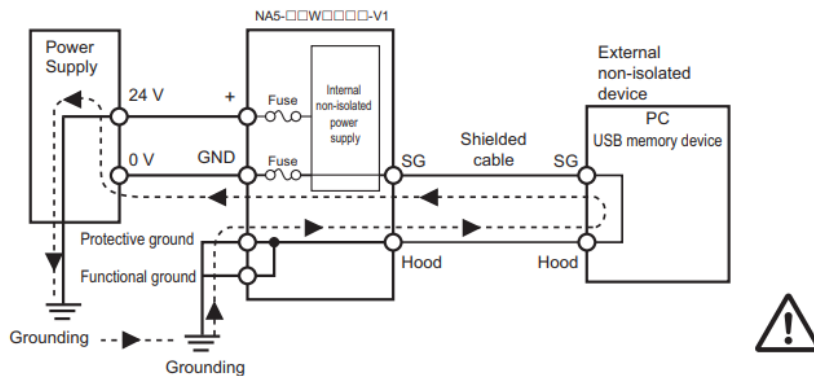 NA5-□□W□□□□-V1
Power
Supply
24 V
+
Fuse
Internal
non-isolated
power
supply
External
non-isolated
device
PC
USB memory device
0 V
GND
Fuse
SG
Shielded
cable
SG
Protective ground
Functional ground
Hood
Hood
Grounding
Grounding